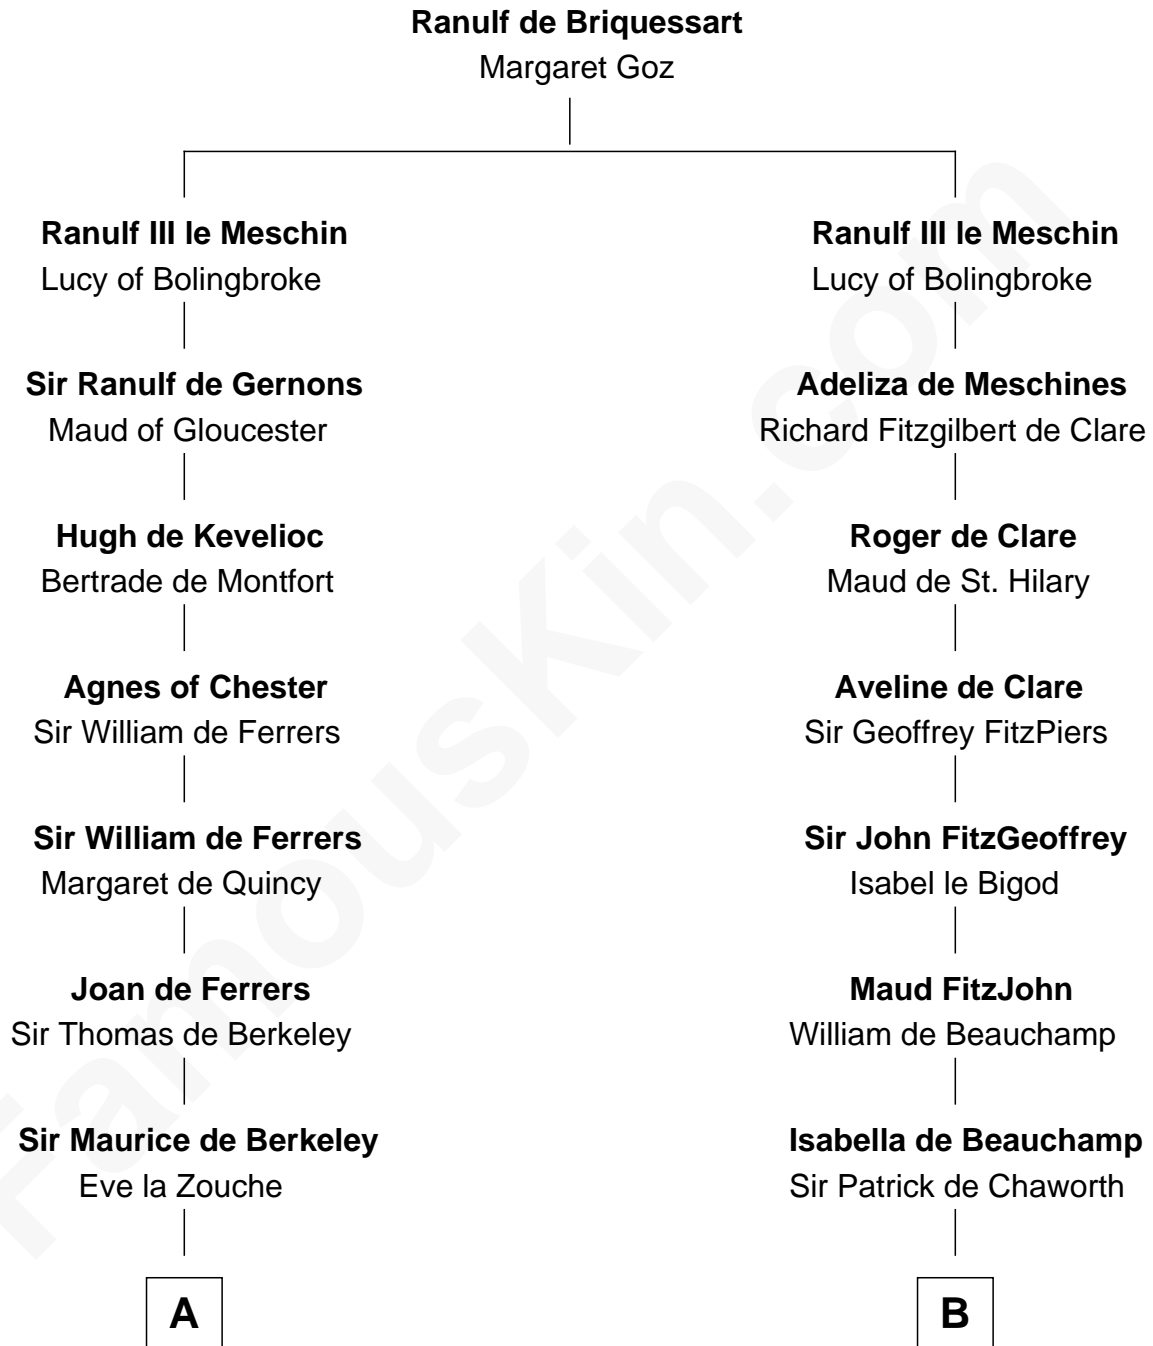 Ranulf de Briquessart
Margaret Goz
Ranulf III le Meschin
Lucy of Bolingbroke
Sir Ranulf de Gernons
Maud of Gloucester
Hugh de Kevelioc
Bertrade de Montfort
Agnes of Chester
Sir William de Ferrers
Sir William de Ferrers
Margaret de Quincy
Joan de Ferrers
Sir Thomas de Berkeley
Sir Maurice de Berkeley
Eve la Zouche
A
Ranulf III le Meschin
Lucy of Bolingbroke
Adeliza de Meschines
Richard Fitzgilbert de Clare
Roger de Clare
Maud de St. Hilary
Aveline de Clare
Sir Geoffrey FitzPiers
Sir John FitzGeoffrey
Isabel le Bigod
Maud FitzJohn
William de Beauchamp
Isabella de Beauchamp
Sir Patrick de Chaworth
B
FamousKin.com